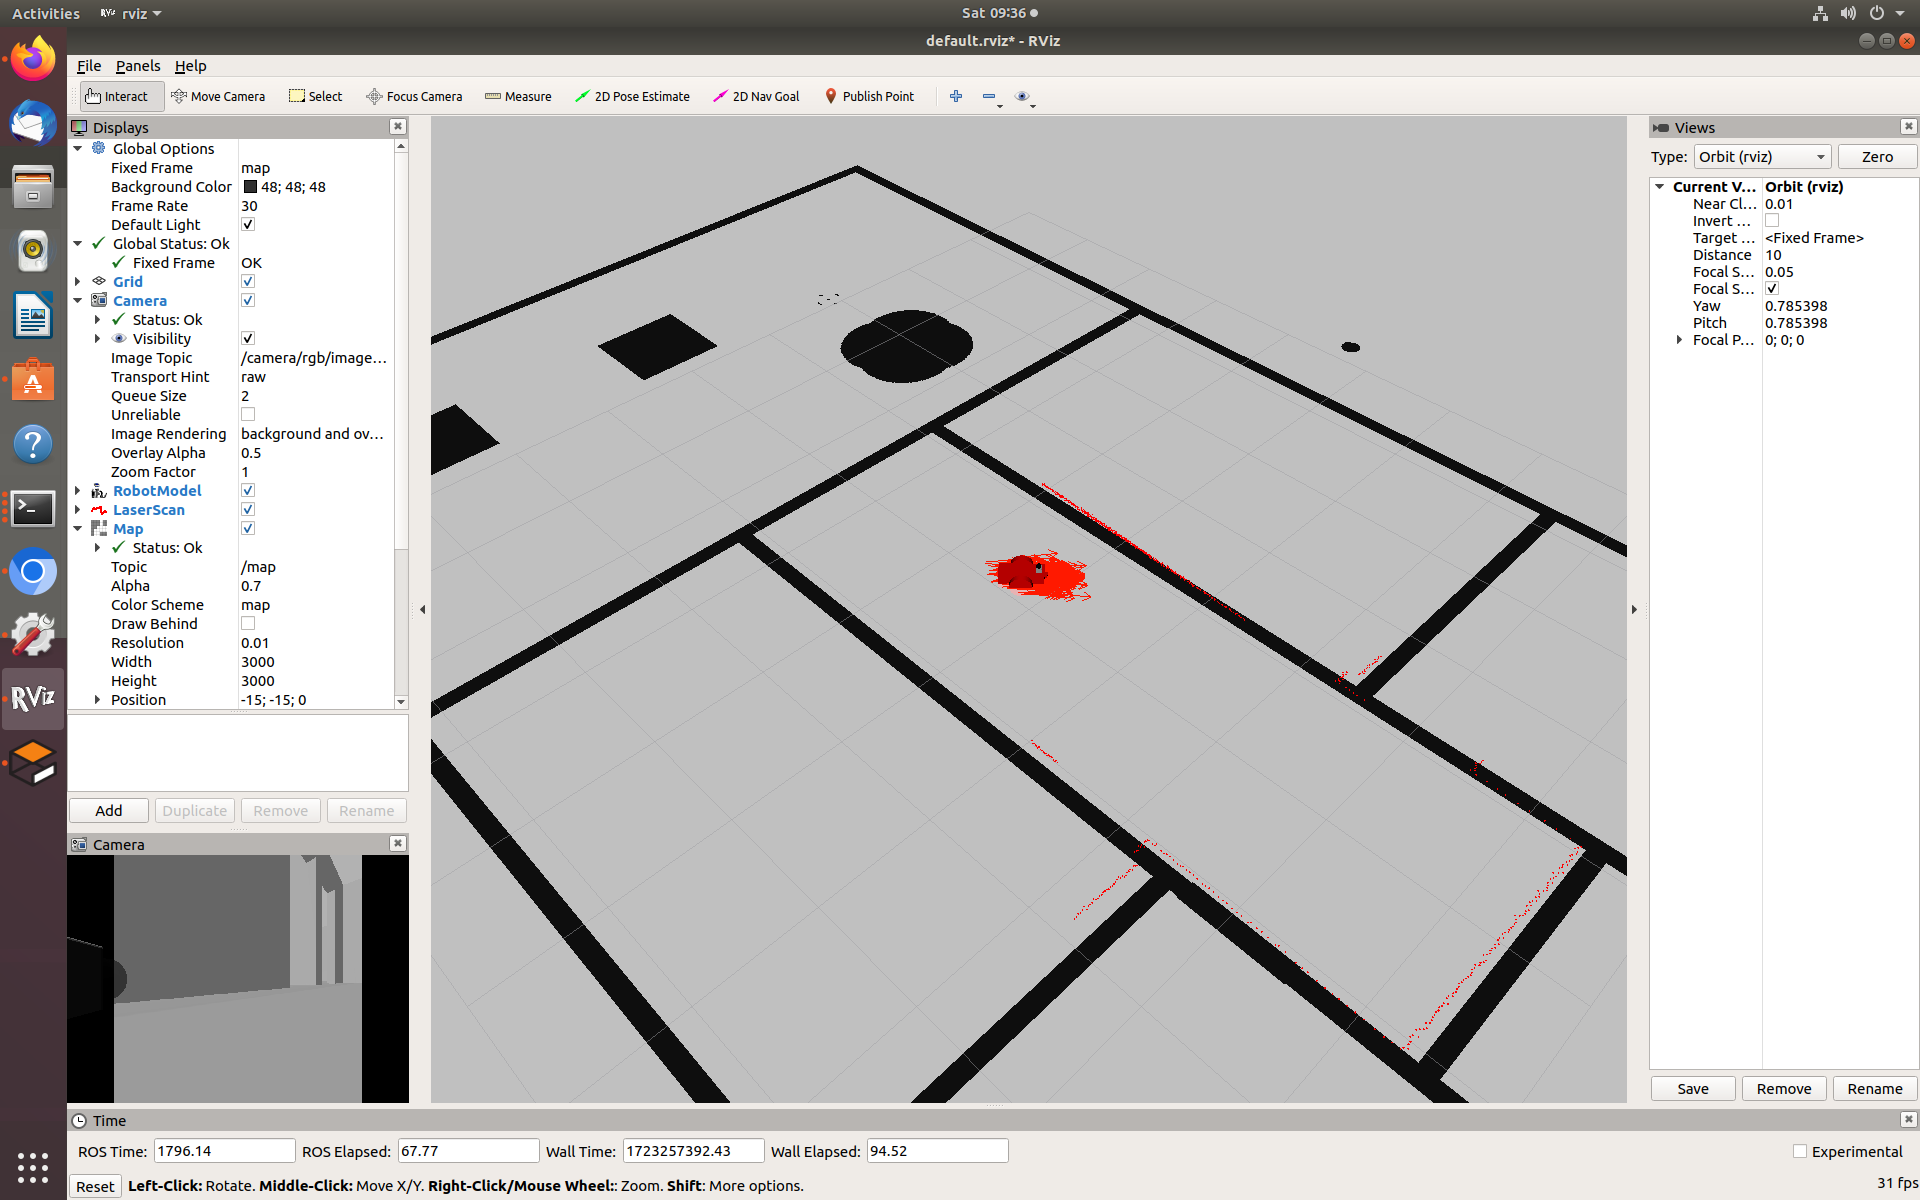 Activities
RViz rviz
Sat 09:36
default.rviz* - RViz
File Panels Help
Interact Move Camera Select Focus Camera Measure 2D Pose Estimate 2D Nav Goal Publish Point
Displays
Global Options
Fixed Frame map
Background Color 48; 48; 48
Frame Rate 30
Default Light
Global Status: Ok
Fixed Frame OK
Grid
Camera
Status: Ok
Visibility
Image Topic /camera/rgb/image...
Transport Hint raw
Queue Size 2
Unreliable
Image Rendering background and ov...
Overlay Alpha 0.5
Zoom Factor 1
RobotModel
LaserScan
Map
Status: Ok
Topic /map
Alpha 0.7
Color Scheme map
Draw Behind
Resolution 0.01
Width 3000
Height 3000
Position -15; -15; 0
Add Duplicate Remove Rename
Camera
RViz
Views
Type: Orbit (rviz) Zero
Current V... Orbit (rviz)
Near Cl... 0.01
Invert ...
Target ... <Fixed Frame>
Distance 10
Focal S... 0.05
Focal S...
Yaw 0.785398
Pitch 0.785398
Focal P... 0; 0; 0
Save Remove Rename
Time
ROS Time: 1796.14 ROS Elapsed: 67.77 Wall Time: 1723257392.43 Wall Elapsed: 94.52 Experimental
Reset Left-Click: Rotate. Middle-Click: Move X/Y. Right-Click/Mouse Wheel:: Zoom. Shift: More options. 31 fps